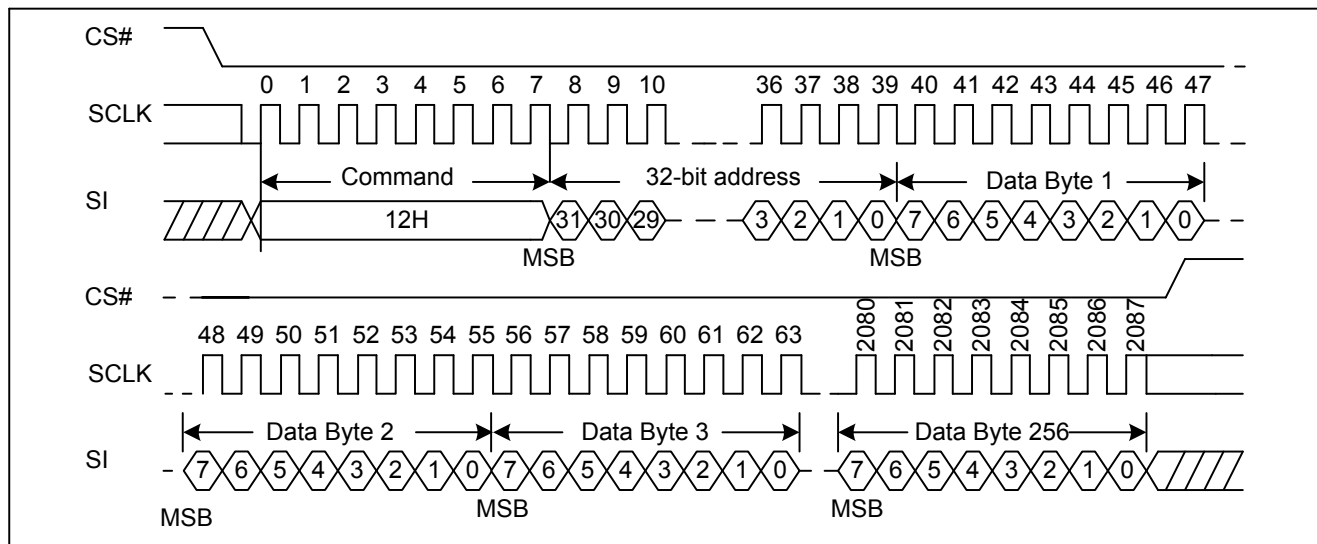 CS#
0 1 2 3 4 5 6 7 8 9 10 36 37 38 39 40 41 42 43 44 45 46 47
SCLK
Command 32-bit address Data Byte 1
SI
12H 31 30 29 3 2 1 0 7 6 5 4 3 2 1 0
MSB MSB
CS#
48 49 50 51 52 53 54 55 56 57 58 59 60 61 62 63 2080 2081 2082 2083 2084 2085 2086 2087
SCLK
Data Byte 2 Data Byte 3 Data Byte 256
SI
7 6 5 4 3 2 1 0 7 6 5 4 3 2 1 0 7 6 5 4 3 2 1 0
MSB MSB MSB